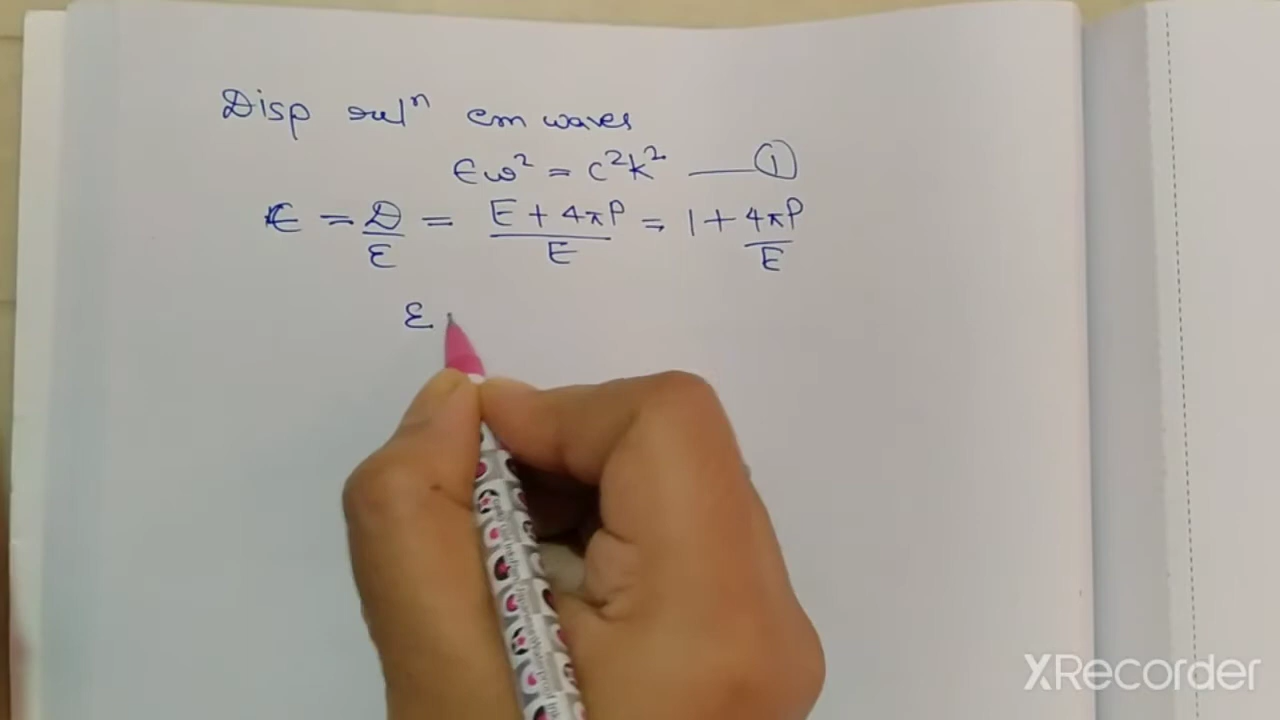 Disp relⁿ em waves
ϵω² = c²k² —— ①
ϵ = D/E = E + 4πP/E = 1 + 4πP/E
ε
XRecorder